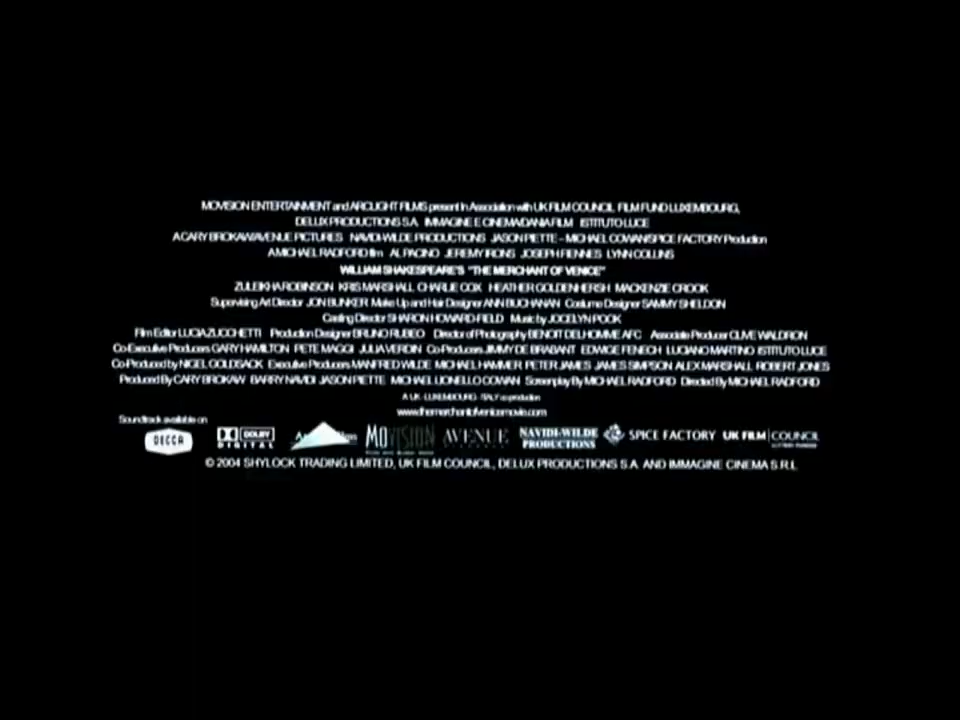 MOVISION ENTERTAINMENT and ARCLIGHT FILMS present In Association with UK FILM COUNCIL FILM FUND LUXEMBOURG,
DELUX PRODUCTIONS S.A. IMMAGINE E CINEMA/DANIA FILM ISTITUTO LUCE
A CARY BROKAW/AVENUE PICTURES NAVIDI-WILDE PRODUCTIONS JASON PIETTE – MICHAEL COWAN/SPICE FACTORY Production
A MICHAEL RADFORD film AL PACINO JEREMY IRONS JOSEPH FIENNES LYNN COLLINS
WILLIAM SHAKESPEARE'S "THE MERCHANT OF VENICE"
ZULEIKHA ROBINSON KRIS MARSHALL CHARLIE COX HEATHER GOLDENHERSH MACKENZIE CROOK
Supervising Art Director JON BUNKER Make Up and Hair Designer ANN BUCHANAN Costume Designer SAMMY SHELDON
Casting Director SHARON HOWARD-FIELD Music by JOCELYN POOK
Film Editor LUCIA ZUCCHETTI Production Designer BRUNO RUBEO Director of Photography BENOIT DELHOMME AFC Associate Producer CLIVE WALDRON
Co-Executive Producers GARY HAMILTON PETE MAGGI JULIA VERDIN Co-Producers JIMMY DE BRABANT EDWIGE FENECH LUCIANO MARTINO ISTITUTO LUCE
Co-Produced by NIGEL GOLDSACK Executive Producers MANFRED WILDE MICHAEL HAMMER PETER JAMES JAMES SIMPSON ALEX MARSHALL ROBERT JONES
Produced By CARY BROKAW BARRY NAVIDI JASON PIETTE MICHAEL LIONELLO COWAN Screenplay By MICHAEL RADFORD Directed By MICHAEL RADFORD
A UK - LUXEMBOURG - ITALY co-production
www.themerchantofvenicemovie.com
Soundtrack available on
DECCA DOLBY DIGITAL MOVISION AVENUE NAVIDI-WILDE PRODUCTIONS SPICE FACTORY UK FILM COUNCIL
© 2004 SHYLOCK TRADING LIMITED, UK FILM COUNCIL, DELUX PRODUCTIONS S.A. AND IMMAGINE CINEMA S.R.L.